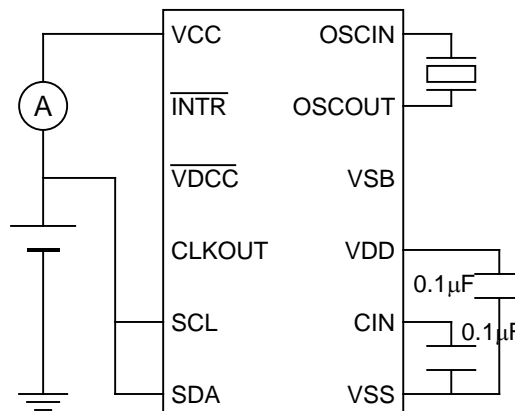 VCC OSCIN
A
INTR OSCOUT
VDCC VSB
CLKOUT VDD
0.1μF
SCL CIN
0.1μF
SDA VSS